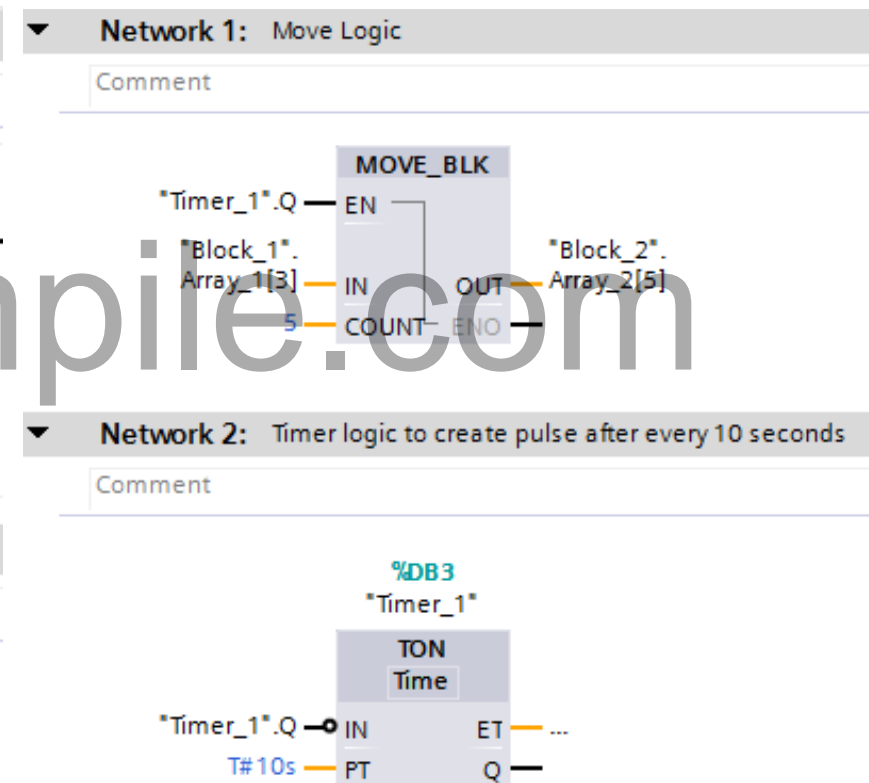 Network 1: Move Logic
Comment
MOVE_BLK
"Timer_1".Q EN
"Block_1". "Block_2".
Array_1[3] IN OUT Array_2[5]
5 COUNT ENO
pile.com
Network 2: Timer logic to create pulse after every 10 seconds
Comment
%DB3
"Timer_1"
TON
Time
"Timer_1".Q IN ET ...
T#10s PT Q